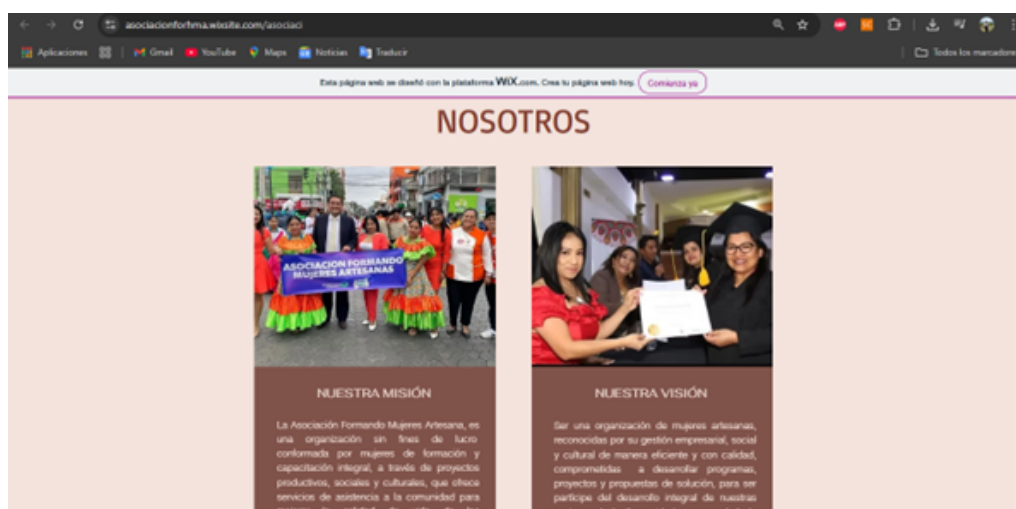 asociacionforhma.wixsite.com/asociaci
Aplicaciones
Gmail
YouTube
Maps
Noticias
Traducir
Todos los marcadore
Esta página web se diseñó con la plataforma WiX.com. Crea tu página web hoy.
Comienza ya
NOSOTROS
ASOCIACION FORMANDO
MUJERES ARTESANAS
NUESTRA MISIÓN
La Asociación Formando Mujeres Artesana, es
una organización sin fines de lucro
conformada por mujeres de formación y
capacitación integral, a través de proyectos
productivos, sociales y culturales, que ofrece
servicios de asistencia a la comunidad para
NUESTRA VISIÓN
Ser una organización de mujeres artesanas,
reconocidas por su gestión empresarial, social
y cultural de manera eficiente y con calidad,
comprometidas a desarrollar programas,
proyectos y propuestas de solución, para ser
partícipe del desarrollo integral de nuestras